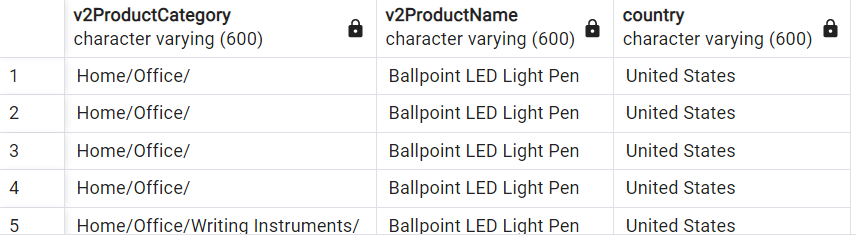 v2ProductCategory v2ProductName country
character varying (600) character varying (600) character varying (600)
1 Home/Office/ Ballpoint LED Light Pen United States
2 Home/Office/ Ballpoint LED Light Pen United States
3 Home/Office/ Ballpoint LED Light Pen United States
4 Home/Office/ Ballpoint LED Light Pen United States
5 Home/Office/Writing Instruments/ Ballpoint LED Light Pen United States